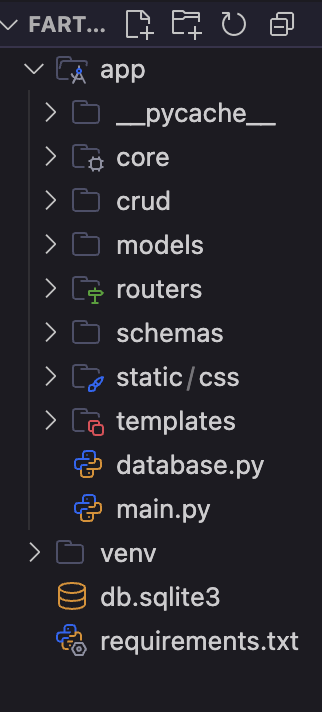 FART...
app
__pycache__
core
crud
models
routers
schemas
static/css
templates
database.py
main.py
venv
db.sqlite3
requirements.txt